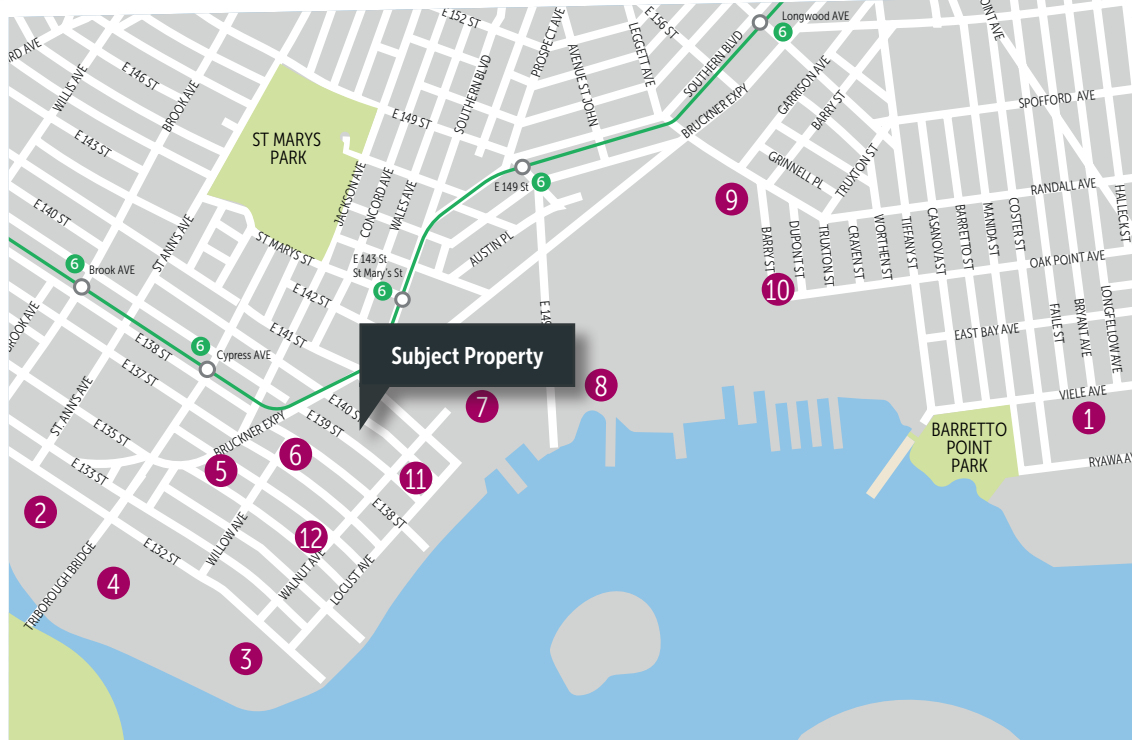 E 152 ST
PROSPECT AVE
E 156 ST
Longwood AVE
6
LEGGETT AVE
AVENUE ST JOHN
SOUTHERN BLVD
POINT AVE
RD AVE
E 146 ST
WILLIS AVE
BROOK AVE
SOUTHERN BLVD
BRUCKNER EXPY
GARRISON AVE
BARRY ST
SPOFFORD AVE
E 149 ST
E 143 ST
ST MARYS
PARK
GRINNELL PL
TRUXTON ST
RANDALL AVE
HALLECK ST
JACKSON AVE
CONCORD AVE
WALES AVE
E 149 St
6
9
E 140 ST
ST ANN'S AVE
ST MARYS ST
AUSTIN PL
BARRY ST
DUPONT ST
TRUXTON ST
CRAVEN ST
WORTHEN ST
TIFFANY ST
CASANOVA ST
BARRETTO ST
MANIDA ST
COSTER ST
OAK POINT AVE
6
Brook AVE
E 143 St
St Mary's St
6
10
E 142 ST
E 149
E 141 ST
BROOK AVE
E 138 ST
6
Cypress AVE
Subject Property
EAST BAY AVE
FAILE ST
BRYANT AVE
LONGFELLOW AVE
E 137 ST
ST ANN'S AVE
8
VIELE AVE
7
1
E 140 ST
E 139 ST
BRUCKNER EXPY
BARRETTO
POINT
PARK
RYAWA AV
E 135 ST
6
5
11
E 133 ST
2
E 138 ST
WILLOW AVE
12
E 132 ST
WALNUT AVE
LOCUST AVE
TRIBOROUGH BRIDGE
4
3